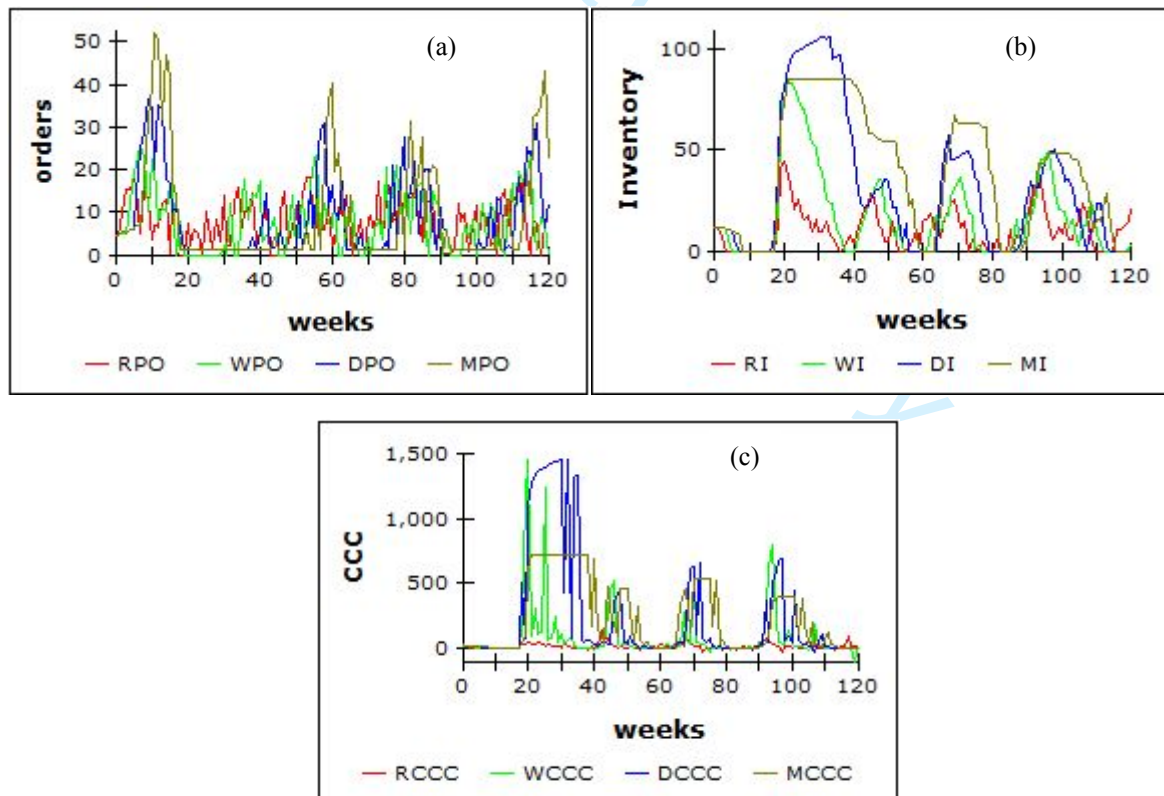 (a)
orders
50
40
30
20
10
0
0 20 40 60 80 100 120
weeks
RPO WPO DPO MPO
(b)
Inventory
100
50
0
0 20 40 60 80 100 120
weeks
RI WI DI MI
(c)
CCC
1,500
1,000
500
0
0 20 40 60 80 100 120
weeks
RCCC WCCC DCCC MCCC